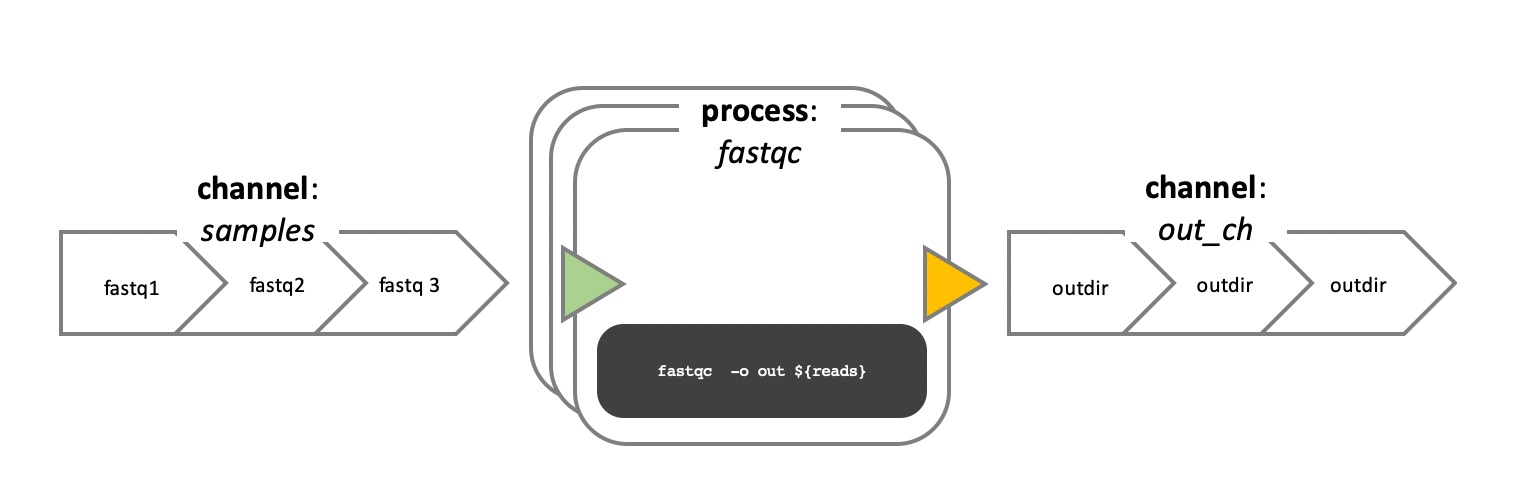 channel:
samples
fastq1
fastq2
fastq 3
process:
fastqc
fastqc  -o out ${reads}
channel:
out_ch
outdir
outdir
outdir